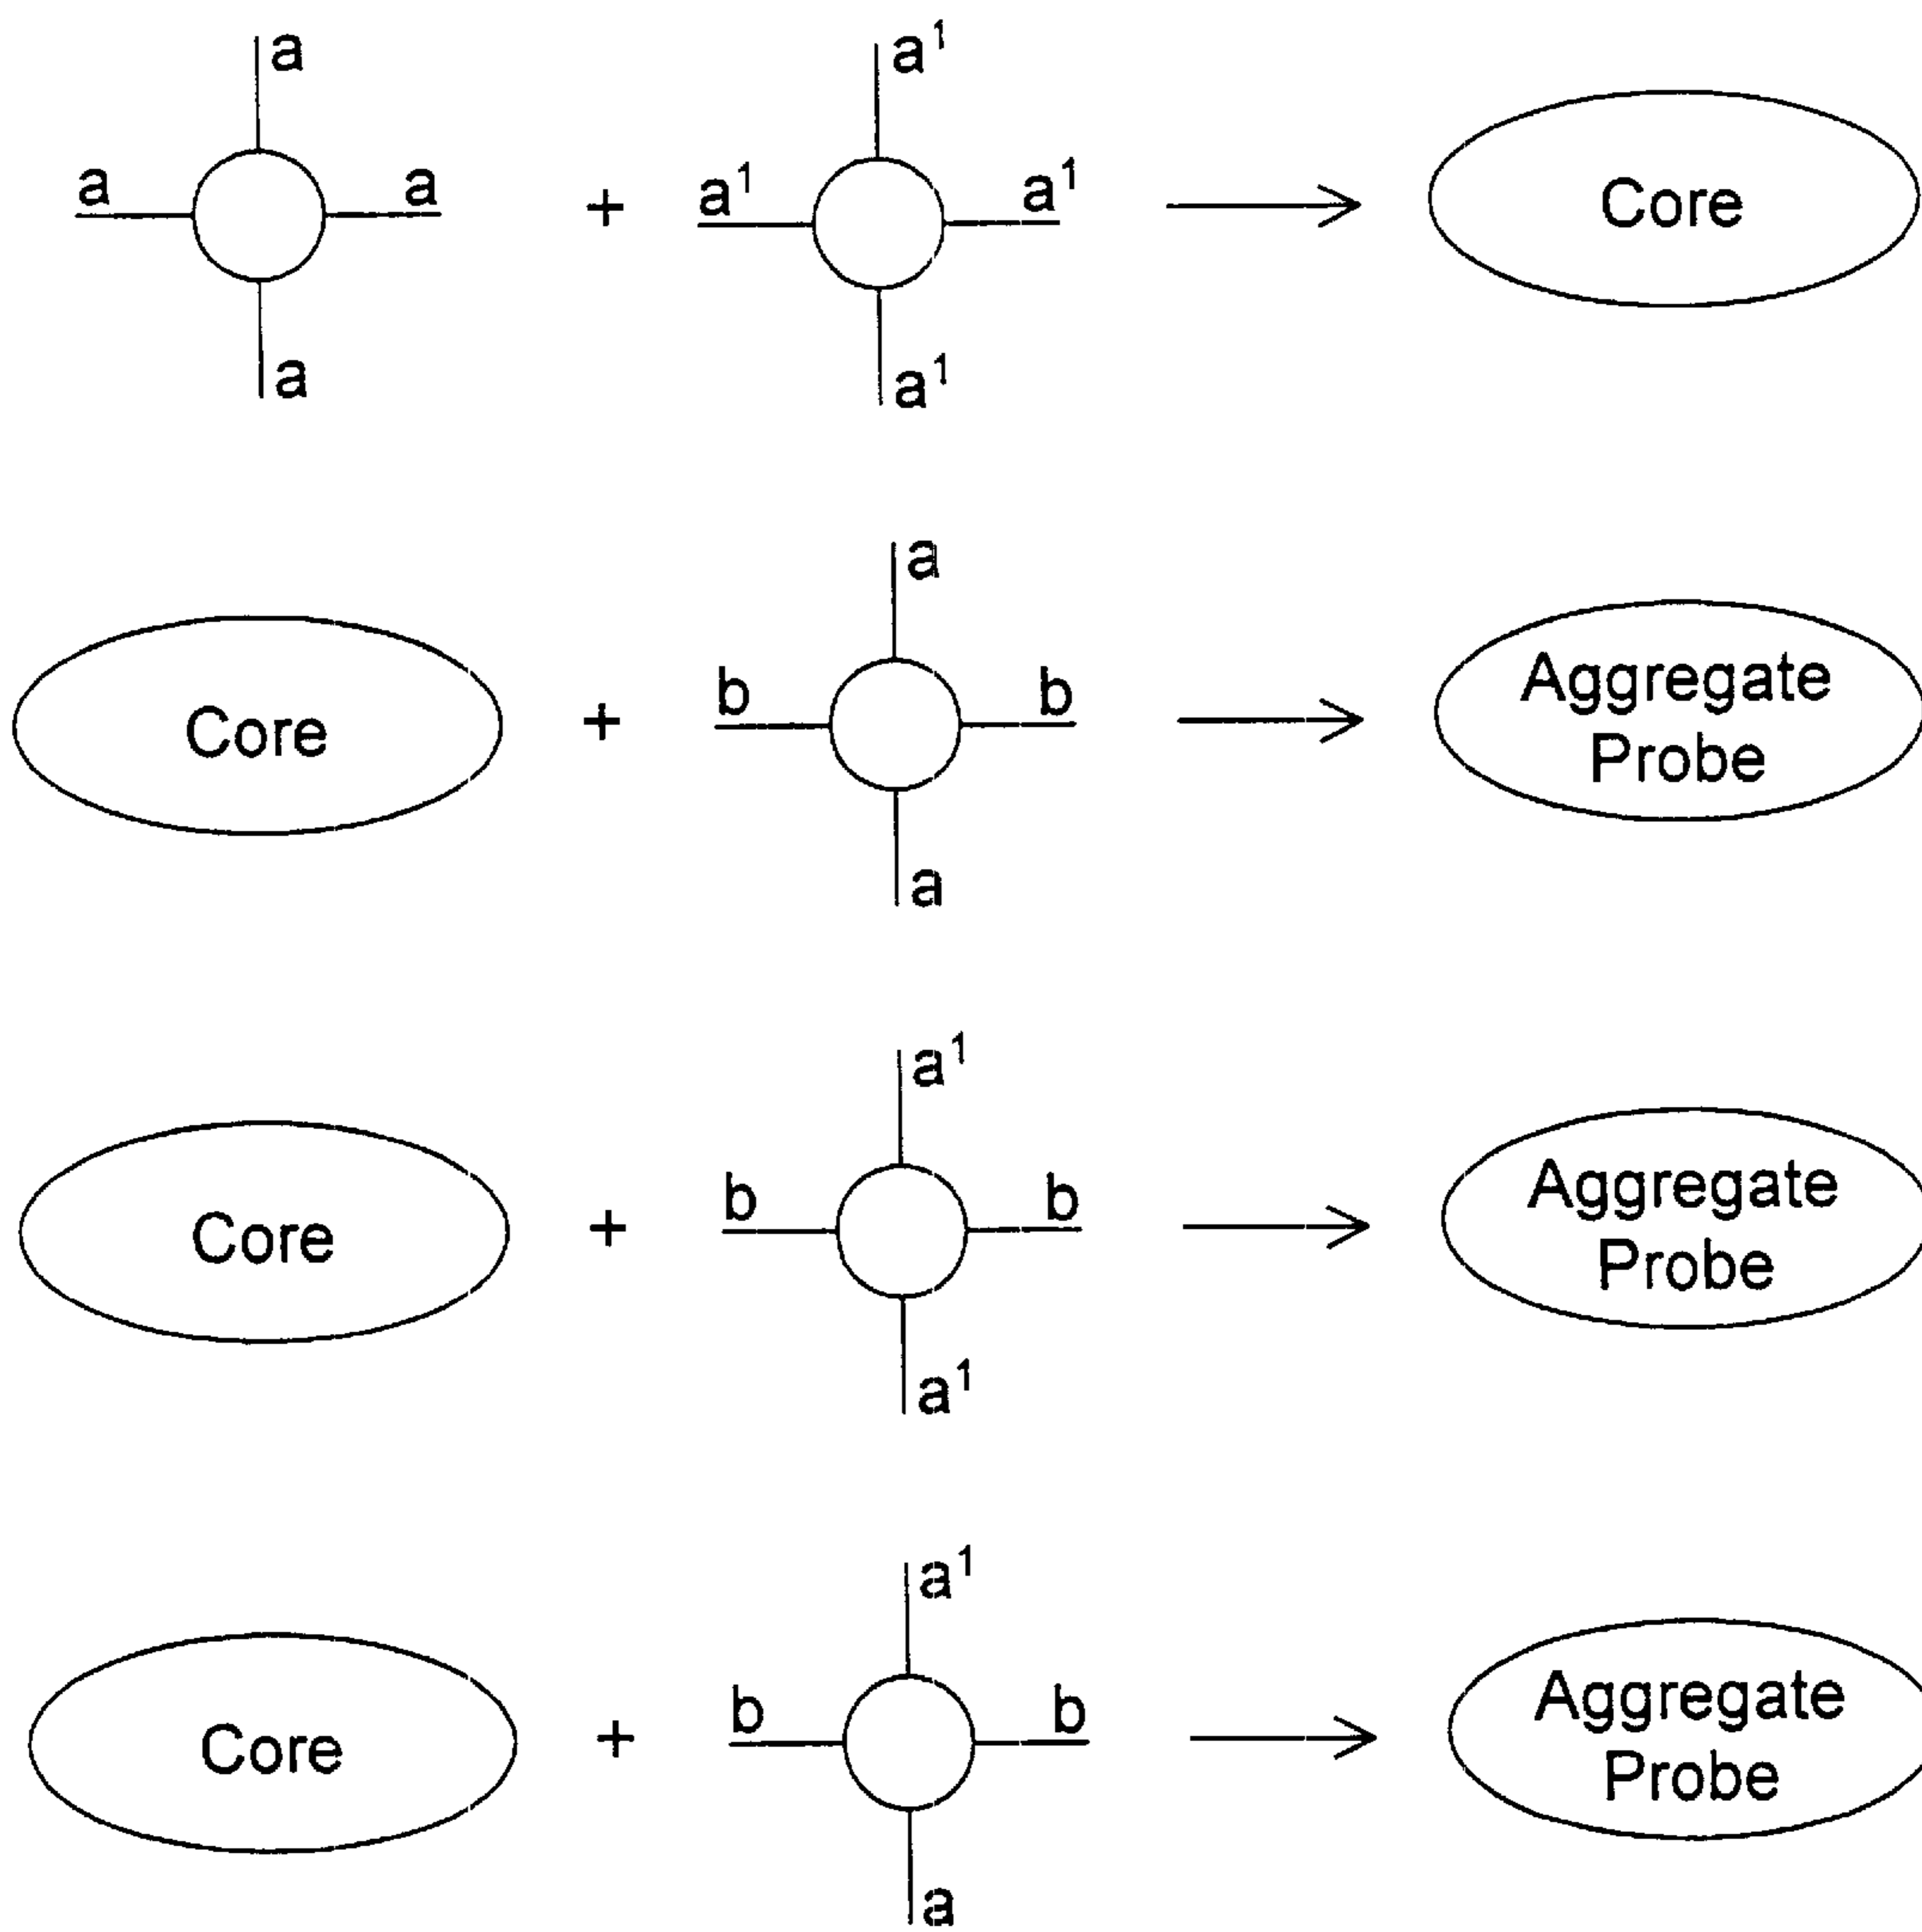 a a¹
a a + a¹ a¹ Core
a a¹
a
Core + b b Aggregate
Probe
a
a¹
Core + b b Aggregate
Probe
a¹
a¹
Core + b b Aggregate
Probe
a